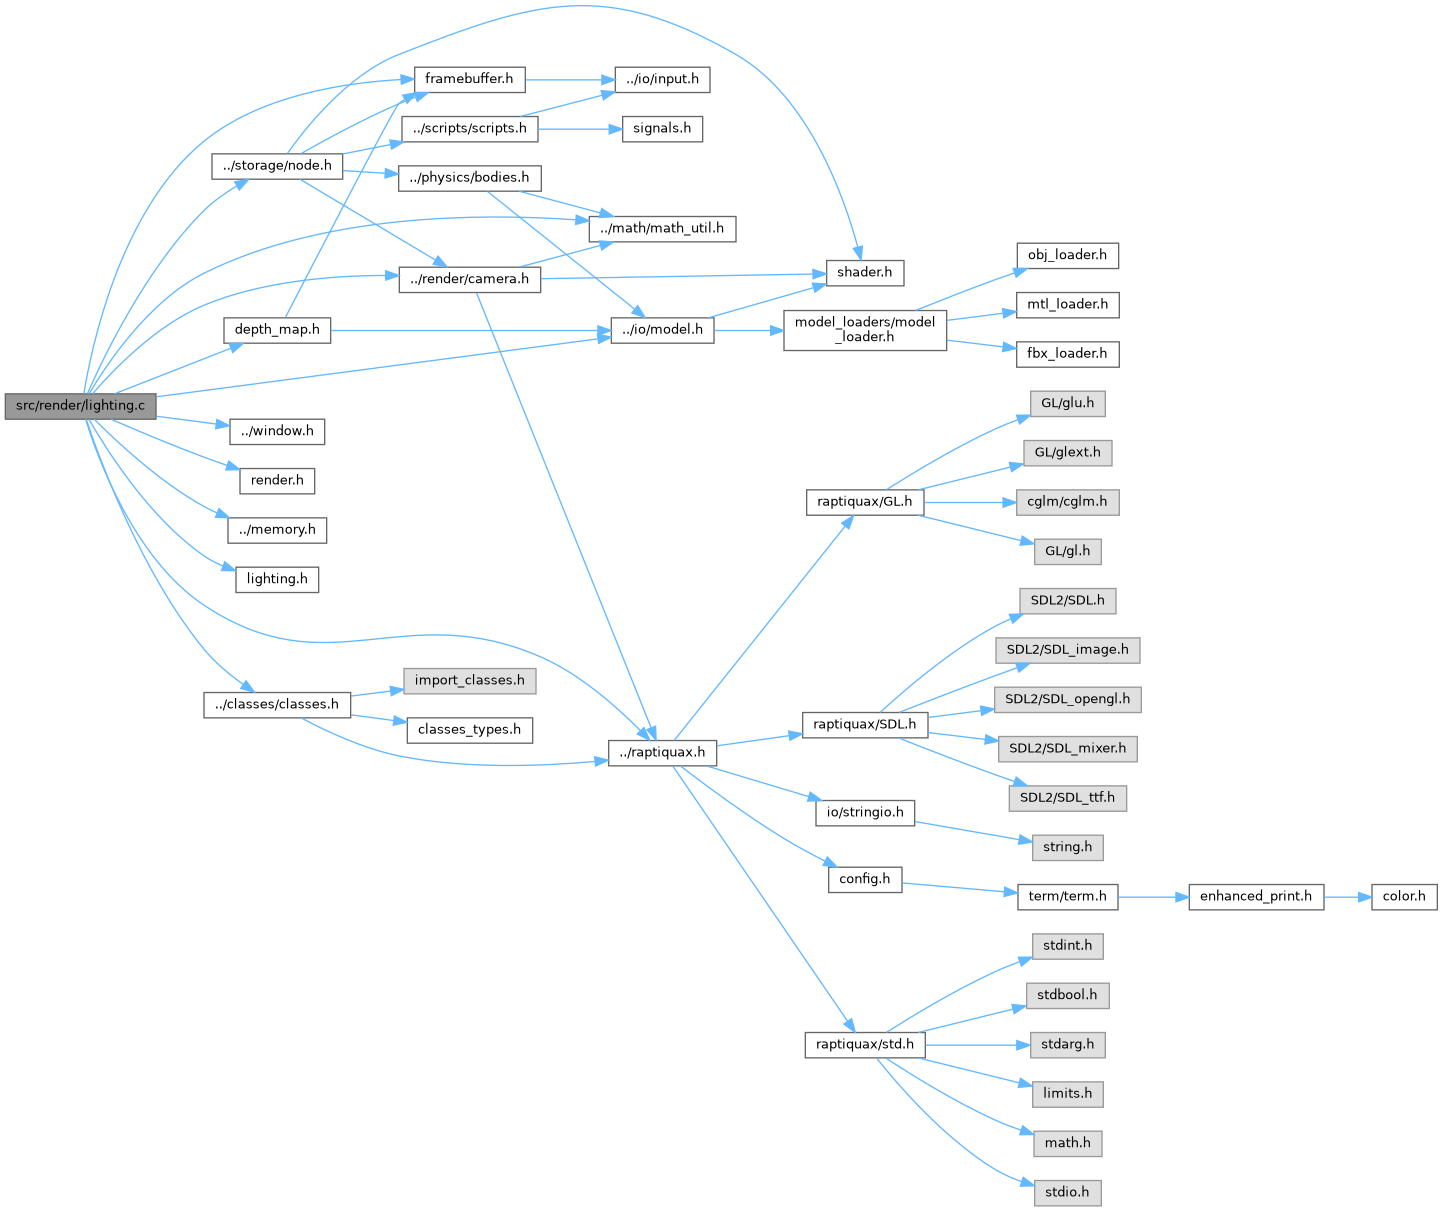 framebuffer.h
../io/input.h
../scripts/scripts.h
signals.h
../storage/node.h
../physics/bodies.h
../math/math_util.h
obj_loader.h
../render/camera.h
shader.h
mtl_loader.h
depth_map.h
../io/model.h
model_loaders/model
_loader.h
fbx_loader.h
src/render/lighting.c
GL/glu.h
../window.h
GL/glext.h
render.h
raptiquax/GL.h
cglm/cglm.h
../memory.h
GL/gl.h
lighting.h
SDL2/SDL.h
SDL2/SDL_image.h
import_classes.h
../classes/classes.h
SDL2/SDL_opengl.h
classes_types.h
raptiquax/SDL.h
../raptiquax.h
SDL2/SDL_mixer.h
SDL2/SDL_ttf.h
io/stringio.h
string.h
config.h
term/term.h
enhanced_print.h
color.h
stdint.h
stdbool.h
raptiquax/std.h
stdarg.h
limits.h
math.h
stdio.h